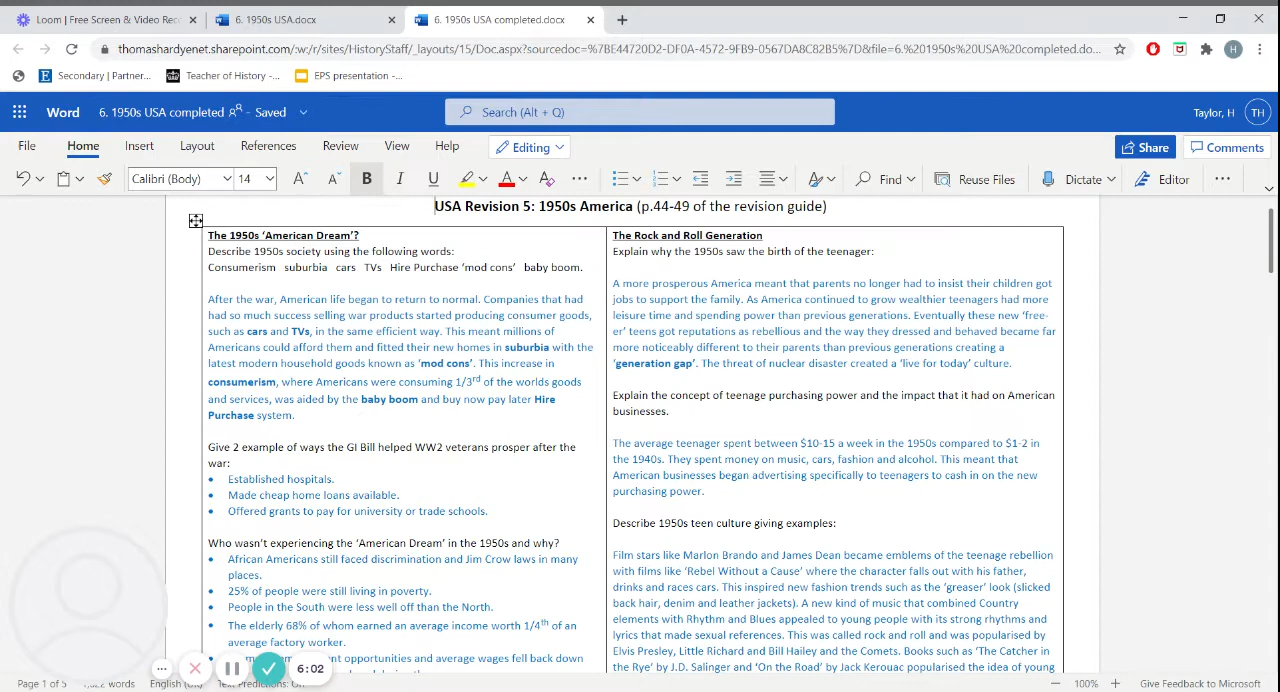 Loom | Free Screen & Video Rec
6. 1950s USA.docx
6. 1950s USA completed.docx
thomashardyenet.sharepoint.com/:w:/r/sites/HistoryStaff/_layouts/15/Doc.aspx?sourcedoc=%7BE44720D2-DF0A-4572-9FB9-0567DA8C82B5%7D&file=6.%201950s%20USA%20completed.do...
H
Secondary | Partner...
Teacher of History -...
EPS presentation -...
Word
6. 1950s USA completed
- Saved
Search (Alt + Q)
Taylor, H
TH
File
Home
Insert
Layout
References
Review
View
Help
Editing
Share
Comments
Calibri (Body)
14
B
I
U
Find
Reuse Files
Dictate
Editor
USA Revision 5: 1950s America (p.44-49 of the revision guide)
The 1950s ‘American Dream’?
Describe 1950s society using the following words:
Consumerism suburbia cars TVs Hire Purchase ‘mod cons’ baby boom.
After the war, American life began to return to normal. Companies that had
had so much success selling war products started producing consumer goods,
such as cars and TVs, in the same efficient way. This meant millions of
Americans could afford them and fitted their new homes in suburbia with the
latest modern household goods known as ‘mod cons’. This increase in
consumerism, where Americans were consuming 1/3rd of the worlds goods
and services, was aided by the baby boom and buy now pay later Hire
Purchase system.
Give 2 example of ways the GI Bill helped WW2 veterans prosper after the
war:
• Established hospitals.
• Made cheap home loans available.
• Offered grants to pay for university or trade schools.
Who wasn’t experiencing the ‘American Dream’ in the 1950s and why?
• African Americans still faced discrimination and Jim Crow laws in many
places.
• 25% of people were still living in poverty.
• People in the South were less well off than the North.
• The elderly 68% of whom earned an average income worth 1/4th of an
average factory worker.
opportunities and average wages fell back down
The Rock and Roll Generation
Explain why the 1950s saw the birth of the teenager:
A more prosperous America meant that parents no longer had to insist their children got
jobs to support the family. As America continued to grow wealthier teenagers had more
leisure time and spending power than previous generations. Eventually these new ‘free-
er’ teens got reputations as rebellious and the way they dressed and behaved became far
more noticeably different to their parents than previous generations creating a
‘generation gap’. The threat of nuclear disaster created a ‘live for today’ culture.
Explain the concept of teenage purchasing power and the impact that it had on American
businesses.
The average teenager spent between $10-15 a week in the 1950s compared to $1-2 in
the 1940s. They spent money on music, cars, fashion and alcohol. This meant that
American businesses began advertising specifically to teenagers to cash in on the new
purchasing power.
Describe 1950s teen culture giving examples:
Film stars like Marlon Brando and James Dean became emblems of the teenage rebellion
with films like ‘Rebel Without a Cause’ where the character falls out with his father,
drinks and races cars. This inspired new fashion trends such as the ‘greaser’ look (slicked
back hair, denim and leather jackets). A new kind of music that combined Country
elements with Rhythm and Blues appealed to young people with its strong rhythms and
lyrics that made sexual references. This was called rock and roll and was popularised by
Elvis Presley, Little Richard and Bill Hailey and the Comets. Books such as ‘The Catcher in
the Rye’ by J.D. Salinger and ‘On the Road’ by Jack Kerouac popularised the idea of young
6:02
Page 1 of 5
words
100%
Give Feedback to Microsoft